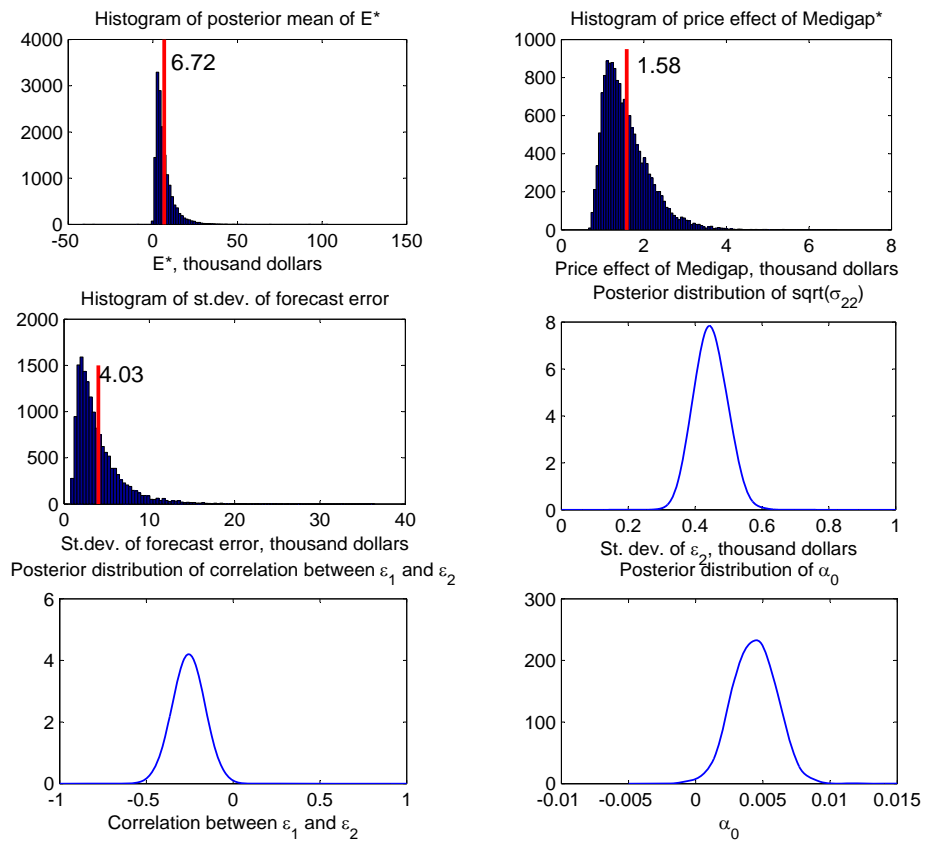 Histogram of posterior mean of E*
4000
3000
2000
1000
0
6.72
-50 0 50 100 150
E*, thousand dollars
Histogram of price effect of Medigap*
1000
800
600
400
200
0
1.58
0 2 4 6 8
Price effect of Medigap, thousand dollars
Histogram of st.dev. of forecast error
2000
1500
1000
500
0
4.03
0 10 20 30 40
St.dev. of forecast error, thousand dollars
Posterior distribution of sqrt(σ22)
8
6
4
2
0
0 0.2 0.4 0.6 0.8 1
St. dev of ε2, thousand dollars
Posterior distribution of correlation between ε1 and ε2
6
4
2
0
-1 -0.5 0 0.5 1
Correlation between ε1 and ε2
Posterior distribution of α0
300
200
100
0
-0.01 -0.005 0 0.005 0.01 0.015
α0